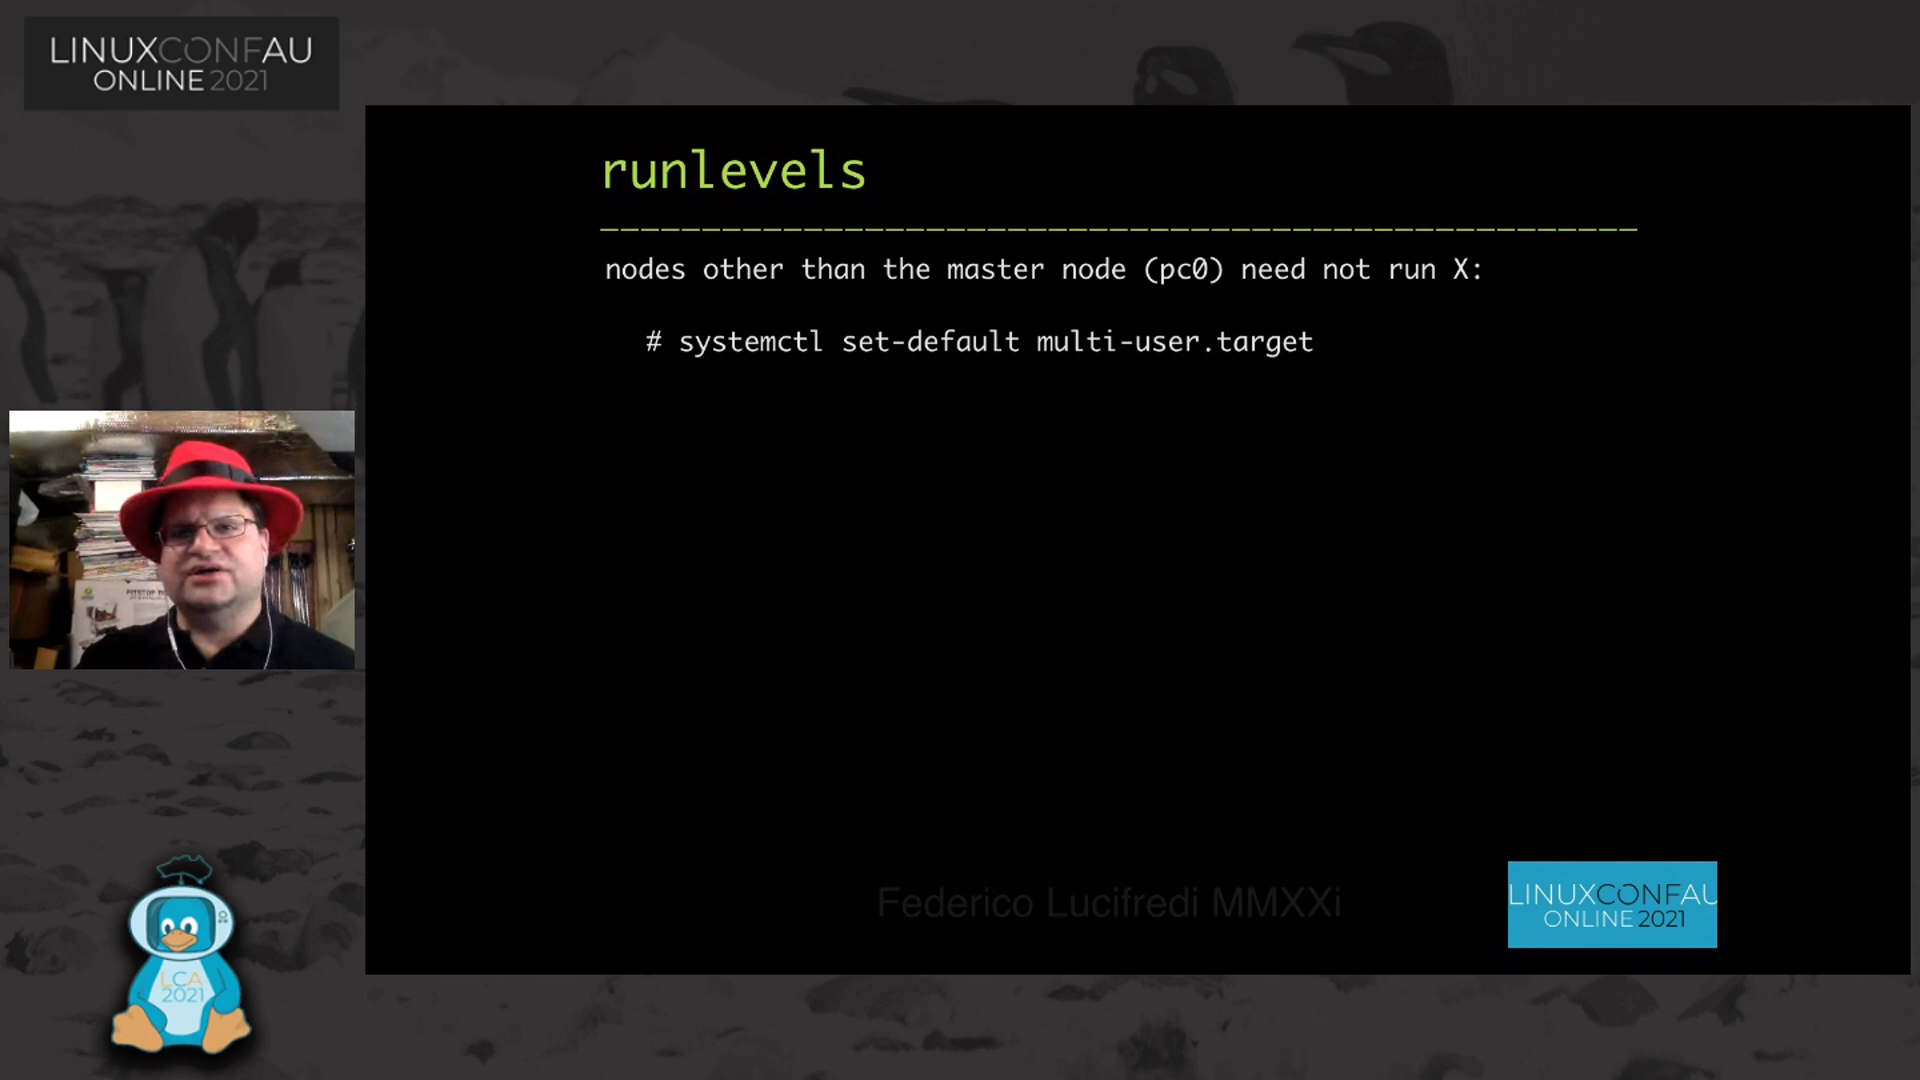 LINUXCONFAU
ONLINE 2021
runlevels
nodes other than the master node (pc0) need not run X:
# systemctl set-default multi-user.target
LCA
2021
Federico Lucifredi MMXXi
LINUXCONFAU
ONLINE 2021